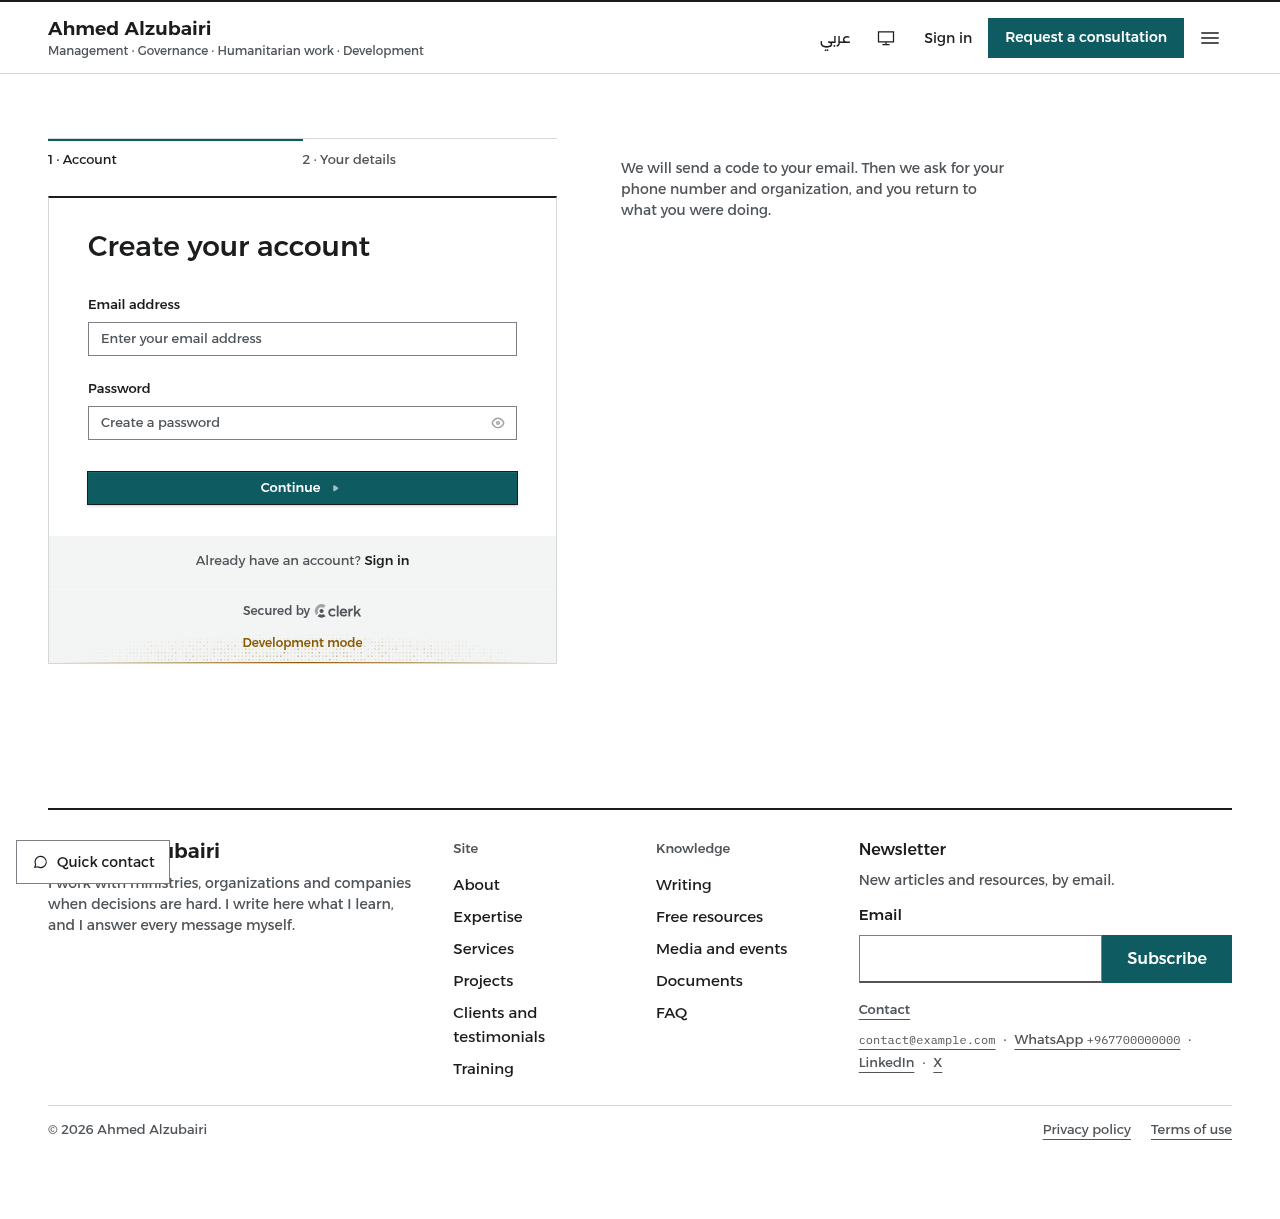 Ahmed Alzubairi
Management · Governance · Humanitarian work · Development
عربي
Sign in
Request a consultation
1 · Account
2 · Your details
We will send a code to your email. Then we ask for your
phone number and organization, and you return to
what you were doing.
Create your account
Email address
Enter your email address
Password
Create a password
Continue
Already have an account? Sign in
Secured by clerk
Development mode
Quick contact
ministries, organizations and companies
when decisions are hard. I write here what I learn,
and I answer every message myself.
Site
About
Expertise
Services
Projects
Clients and
testimonials
Training
Knowledge
Writing
Free resources
Media and events
Documents
FAQ
Newsletter
New articles and resources, by email.
Email
Subscribe
Contact
contact@example.com · WhatsApp +967700000000 ·
LinkedIn · X
© 2026 Ahmed Alzubairi
Privacy policy
Terms of use